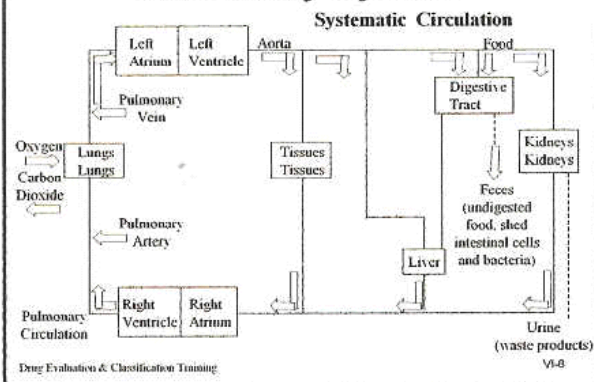 Systematic Circulation
Left
Atrium
Left
Ventricle
Aorta
Food
Digestive
Tract
Pulmonary
Vein
Oxygen
Carbon
Dioxide
Lungs
Lungs
Tissues
Tissues
Kidneys
Kidneys
Feces
(undigested
food, shed
intestinal cells
and bacteria)
Pulmonary
Artery
Liver
Pulmonary
Circulation
Right
Ventricle
Right
Atrium
Urine
(waste products)
Drug Evaluation & Classification Training
VI-8